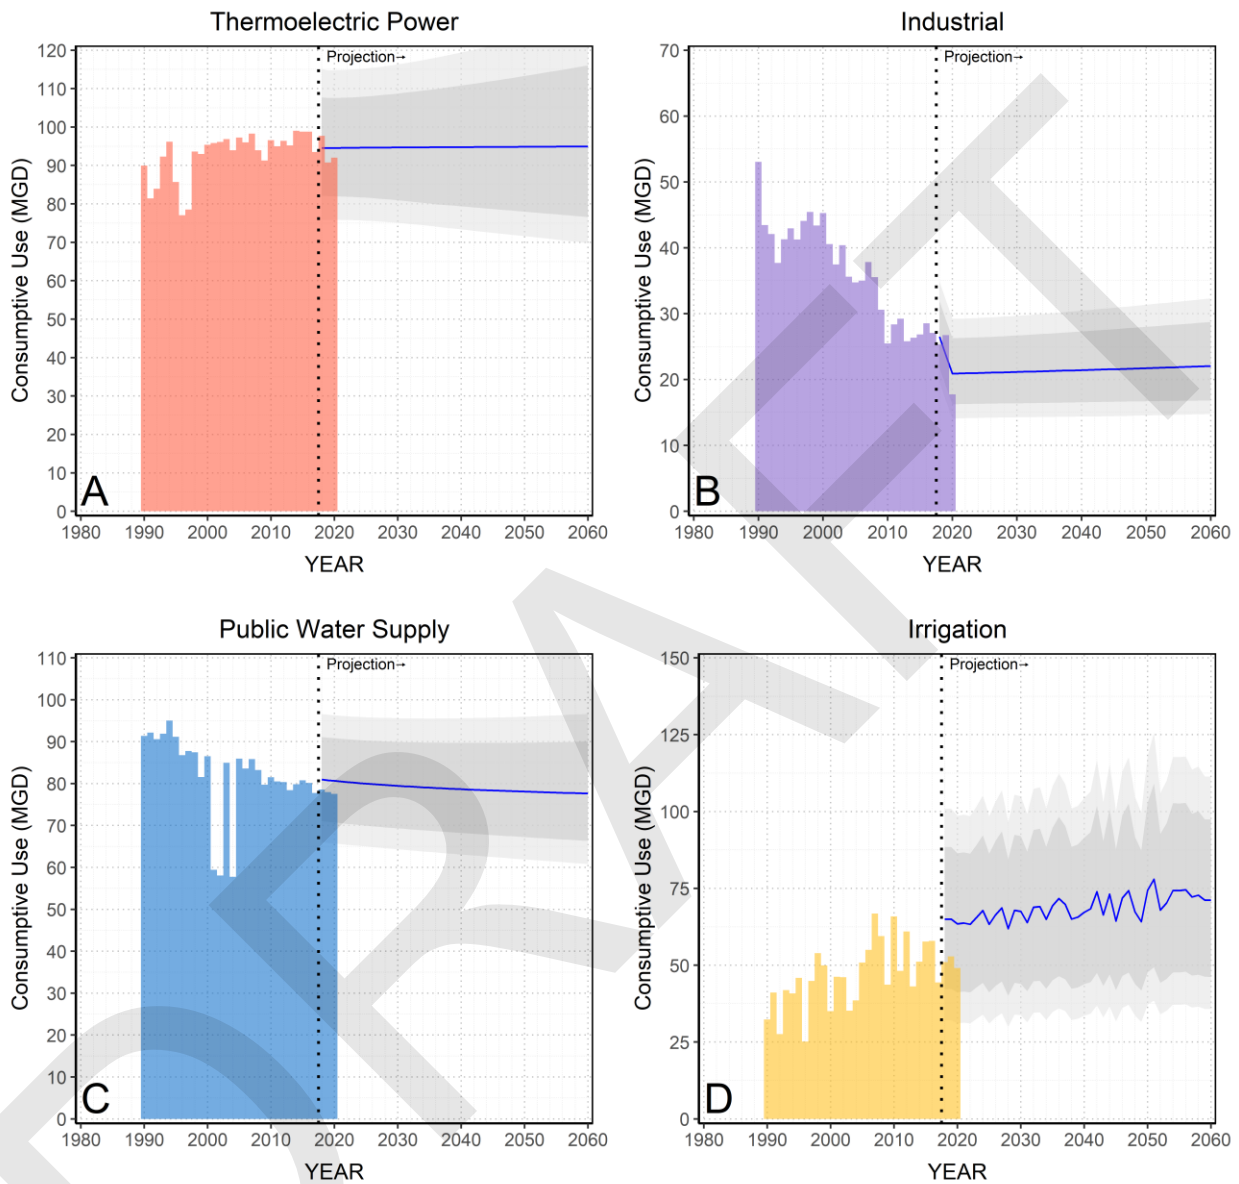 Thermoelectric Power
Industrial
Consumptive Use (MGD)
120
110
100
90
80
70
60
50
40
30
20
10
0
Projection→
A
1980 1990 2000 2010 2020 2030 2040 2050 2060
YEAR
Consumptive Use (MGD)
70
60
50
40
30
20
10
0
Projection→
B
1980 1990 2000 2010 2020 2030 2040 2050 2060
YEAR
Public Water Supply
Irrigation
Consumptive Use (MGD)
110
100
90
80
70
60
50
40
30
20
10
0
Projection→
C
1980 1990 2000 2010 2020 2030 2040 2050 2060
YEAR
Consumptive Use (MGD)
150
125
100
75
50
25
0
Projection→
D
1980 1990 2000 2010 2020 2030 2040 2050 2060
YEAR
DRAFT